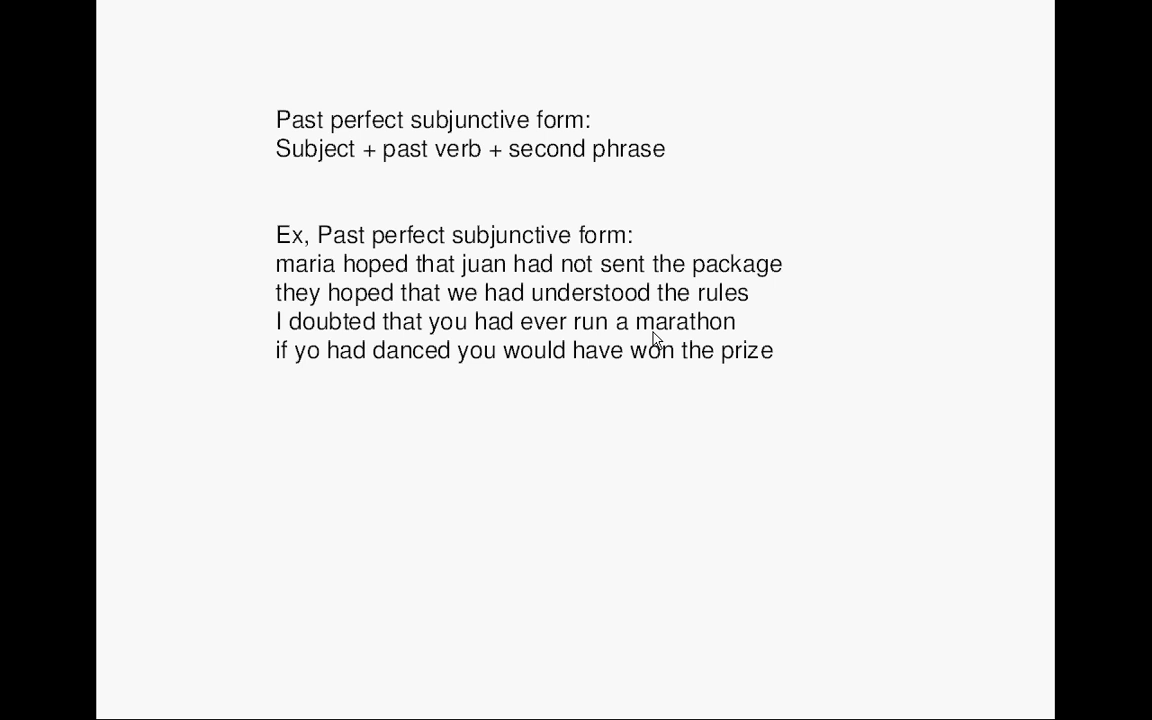 Past perfect subjunctive form:
Subject + past verb + second phrase
Ex, Past perfect subjunctive form:
maria hoped that juan had not sent the package
they hoped that we had understood the rules
I doubted that you had ever run a marathon
if yo had danced you would have won the prize